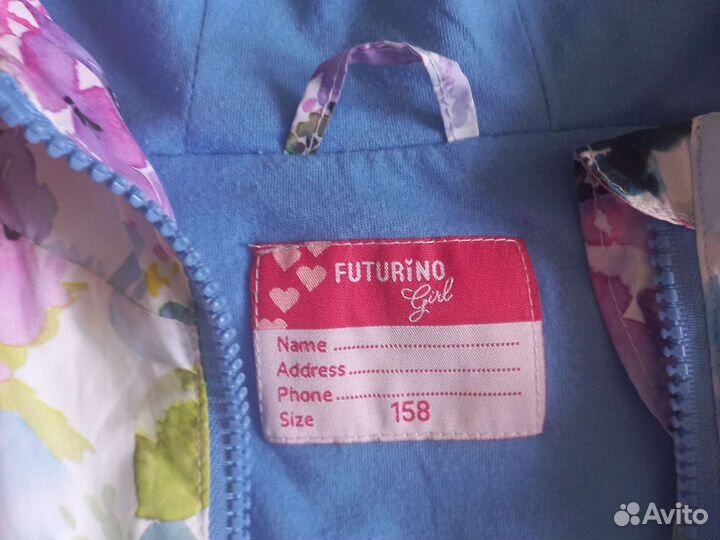 FUTURiNO
Girl
Name ........................
Address .....................
Phone ........................
Size 158
Avito